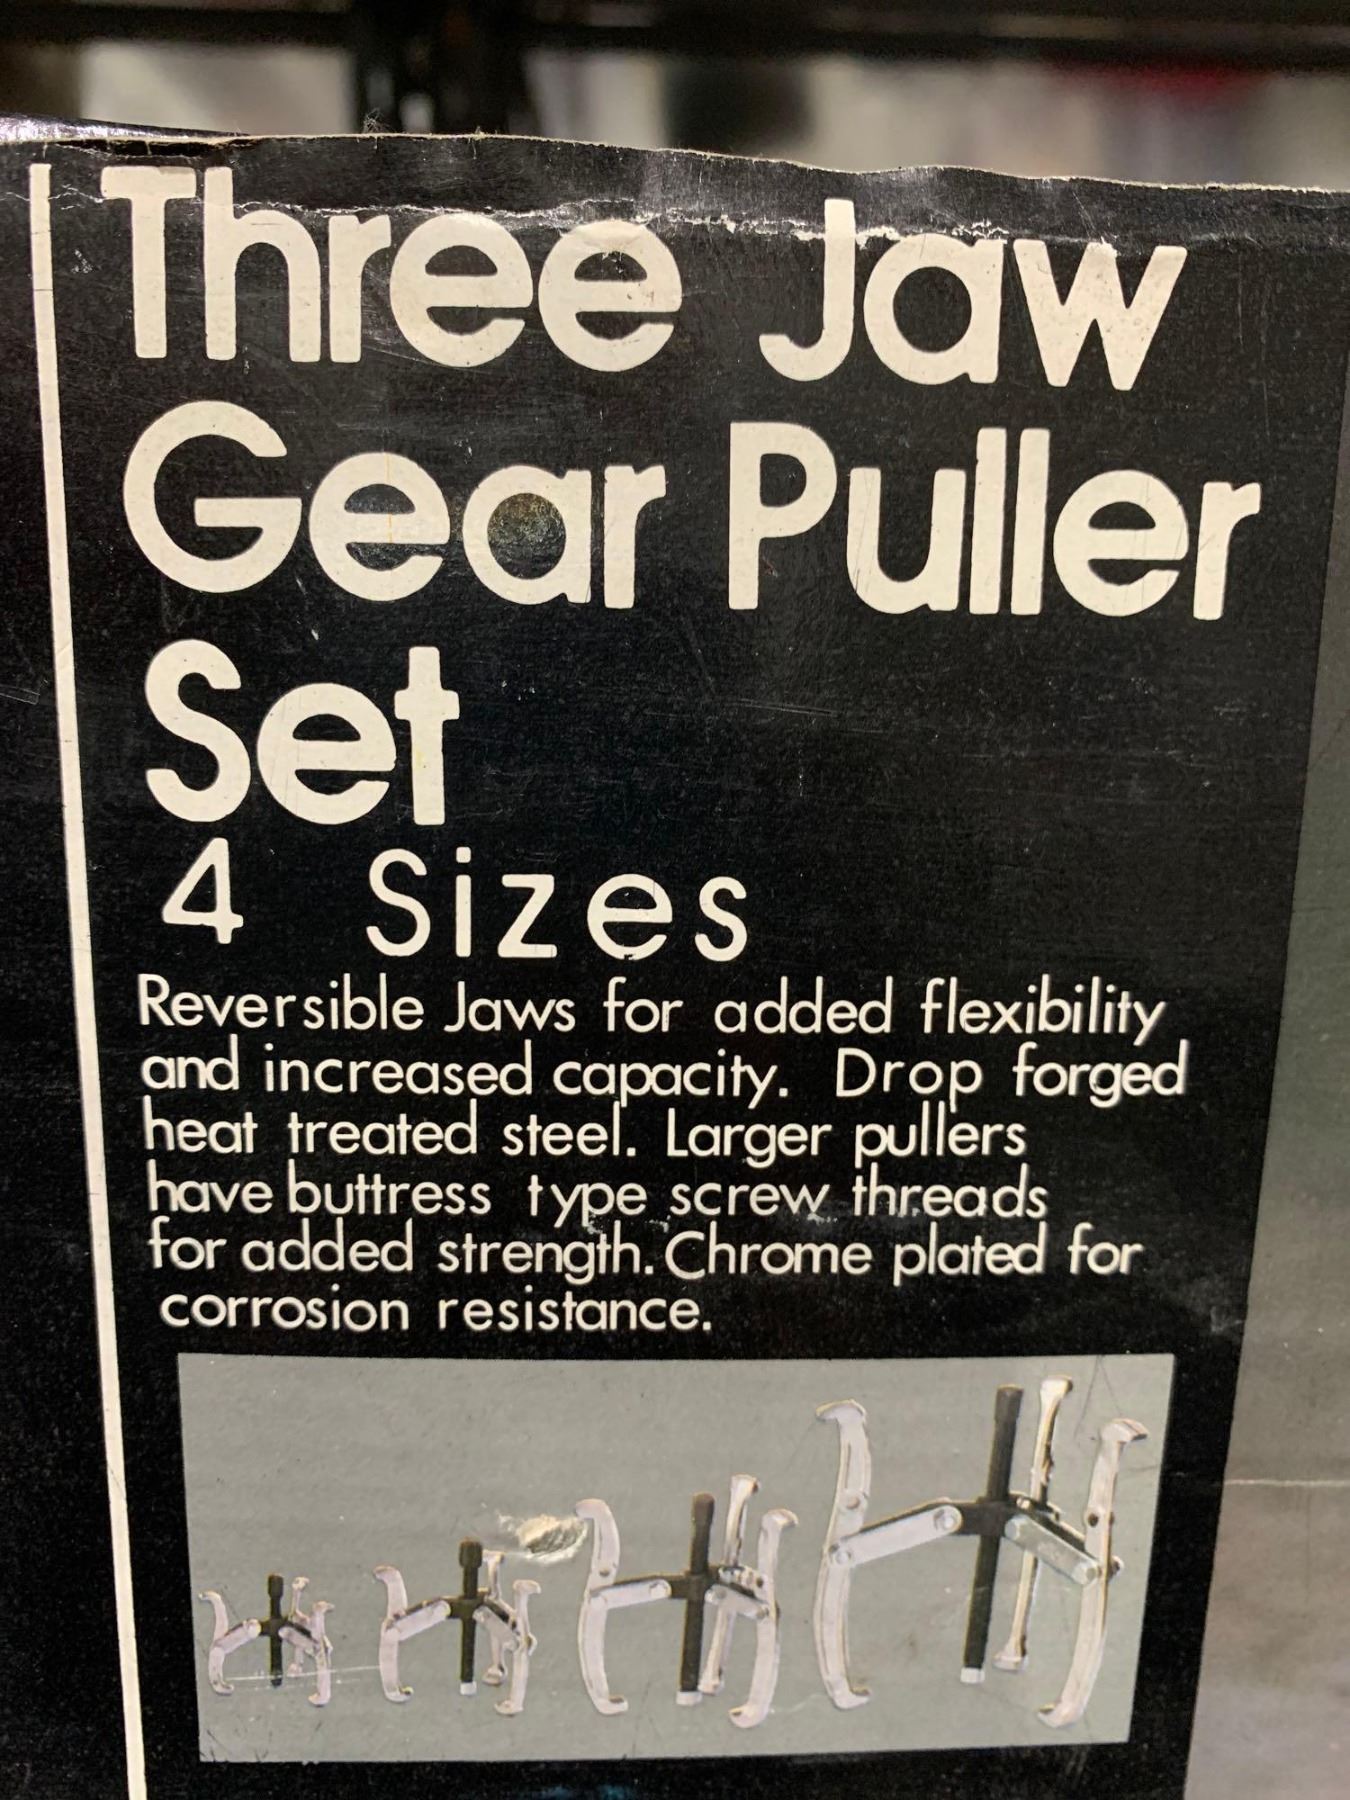 Three Jaw
Gear Puller
Set
4 Sizes
Reversible Jaws for added flexibility
and increased capacity. Drop forged
heat treated steel. Larger pullers
have buttress type screw threads
for added strength. Chrome plated for
corrosion resistance.